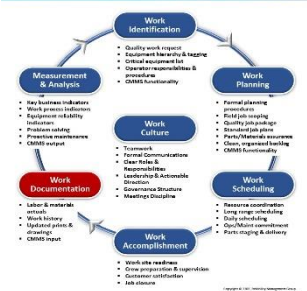 Work
Identification
• Quality work request
• Equipment hierarchy & tagging
• Critical equipment list
• Operator responsibilities &
procedures
• CMMS functionality
Work
Planning
• Formal planning
procedures
• Field job scoping
• Quality job package
• Standard job plans
• Parts/Materials assurance
• Clean, organized backlog
• CMMS functionality
Work
Scheduling
• Resource coordination
• Long range scheduling
• Daily scheduling
• Ops/Maint commitment
• Parts staging & delivery
Work
Accomplishment
• Work site readiness
• Crew preparation & supervision
• Customer satisfaction
• Job closure
Work
Documentation
• Labor & materials
actuals
• Work history
• Updated prints &
drawings
• CMMS input
Measurement
& Analysis
• Key business indicators
• Work process indicators
• Equipment reliability
indicators
• Problem solving
• Proactive maintenance
• CMMS output
Work
Culture
• Teamwork
• Formal Communications
• Clear Roles &
Responsibilities
• Leadership & Actionable
Direction
• Governance Structure
• Meetings Discipline